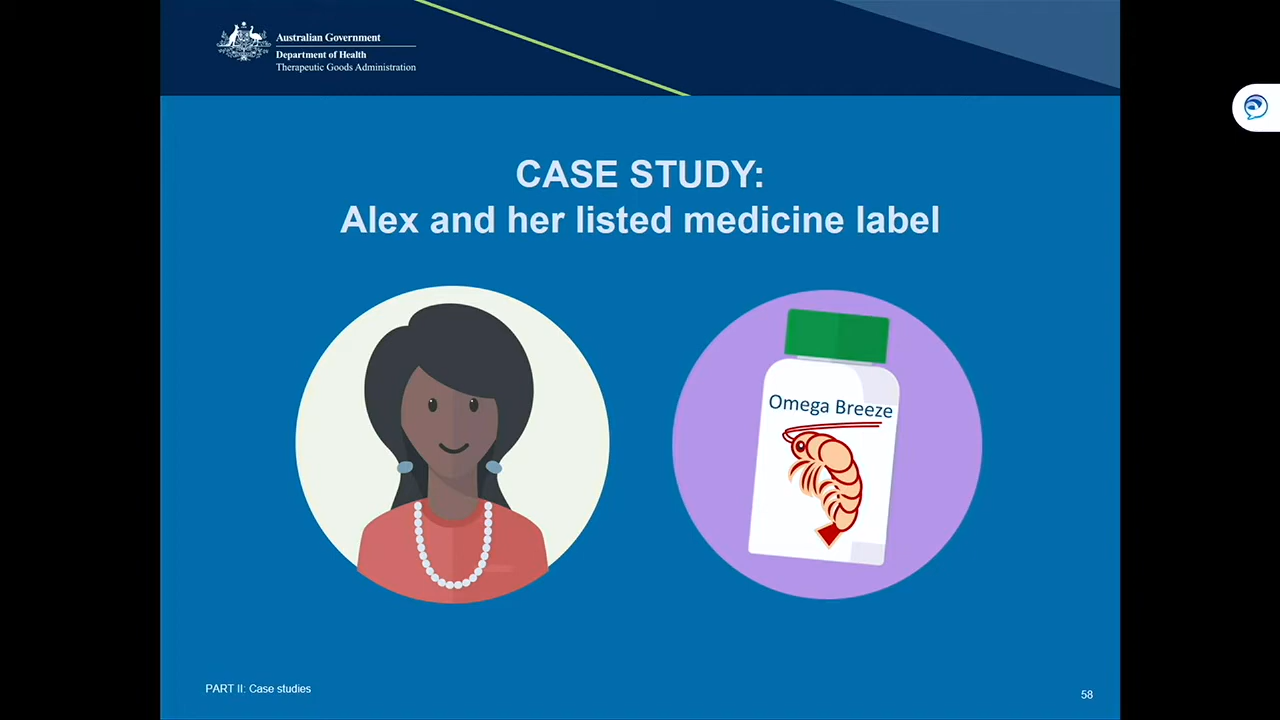 Australian Government
Department of Health
Therapeutic Goods Administration
CASE STUDY:
Alex and her listed medicine label
Omega Breeze
PART II: Case studies
58